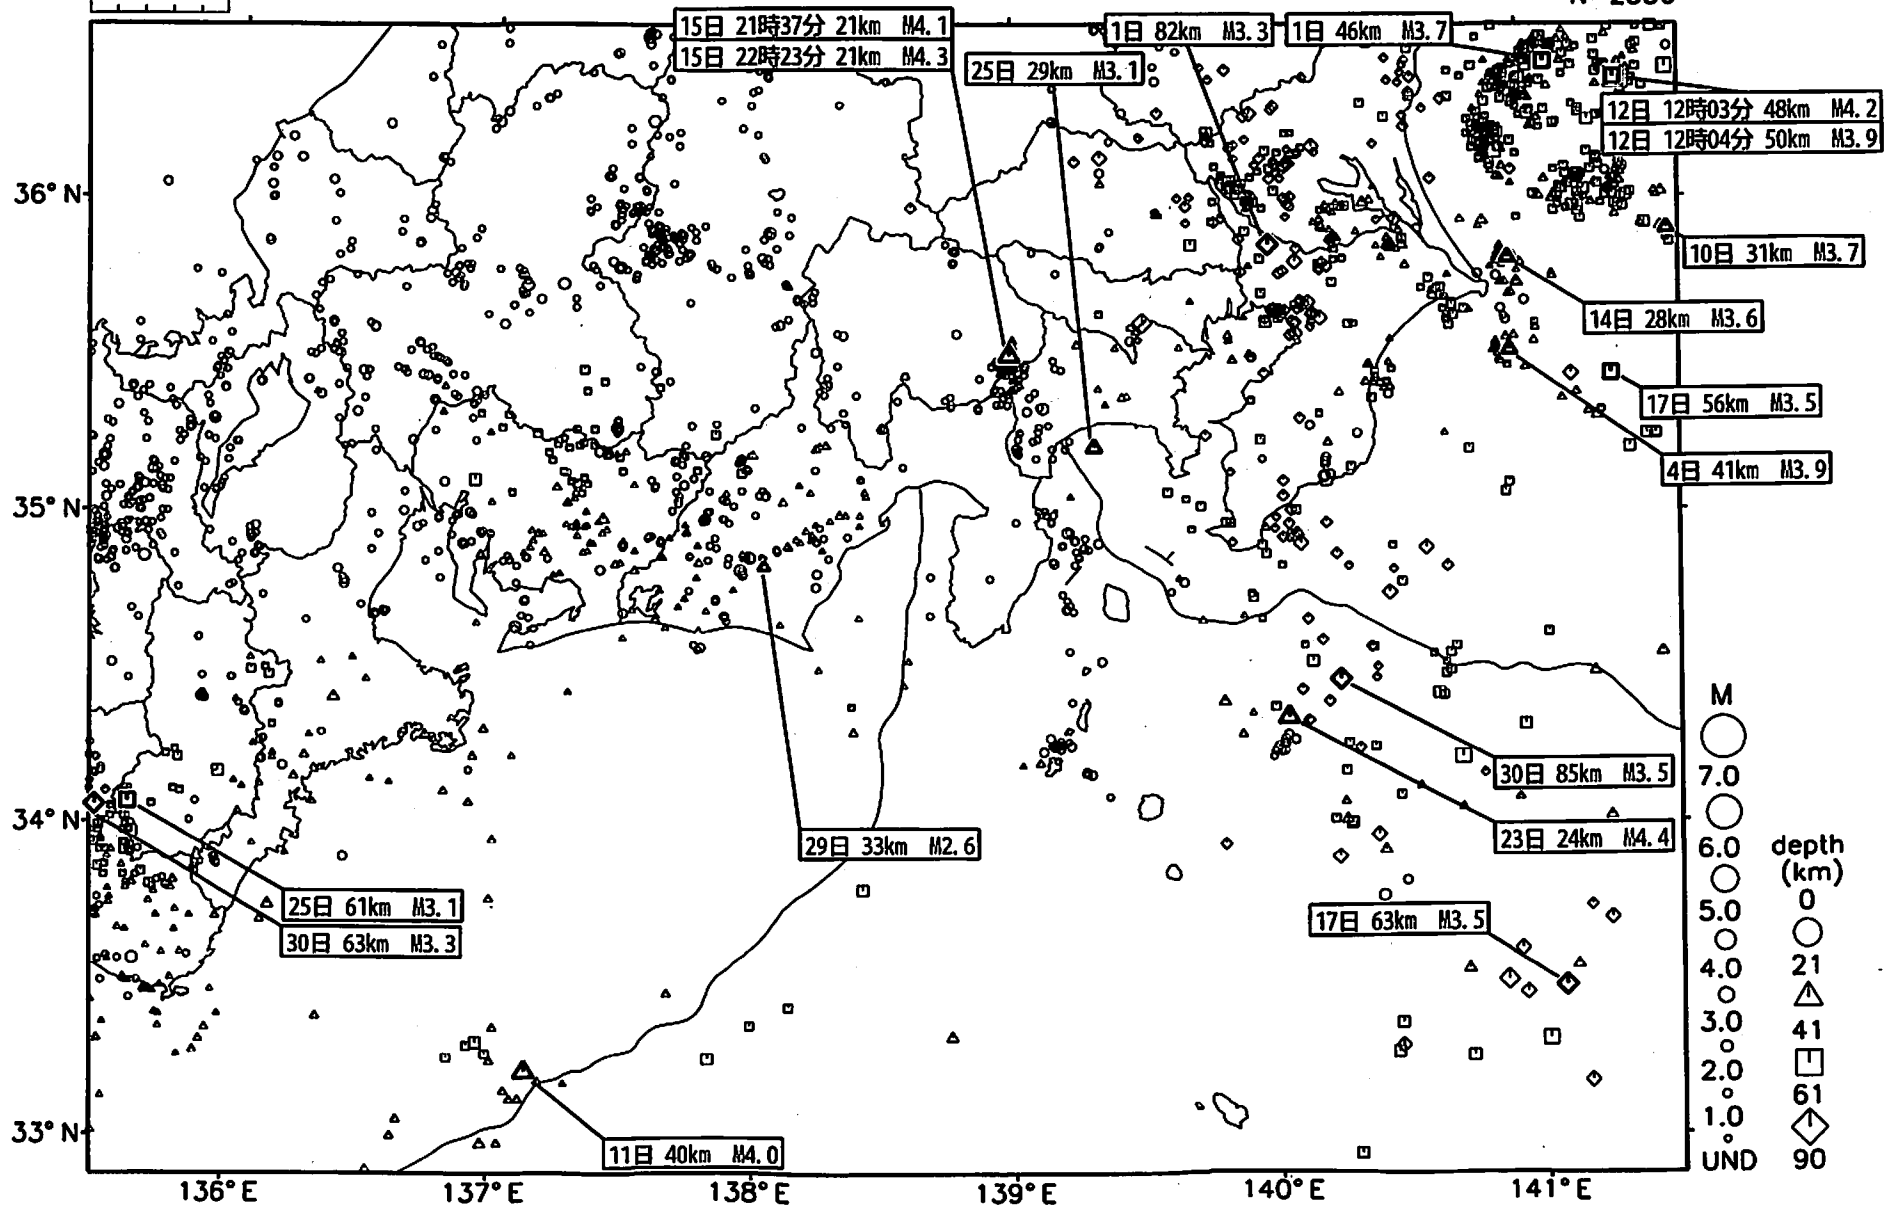 15日 21時37分 21km M4.1
15日 22時23分 21km M4.3
25日 29km M3.1
1日 82km M3.3
1日 46km M3.7
12日 12時03分 48km M4.2
12日 12時04分 50km M3.9
10日 31km M3.7
14日 28km M3.6
17日 56km M3.5
4日 41km M3.9
30日 85km M3.5
23日 24km M4.4
17日 63km M3.5
29日 33km M2.6
25日 61km M3.1
30日 63km M3.3
11日 40km M4.0
36°N
35°N
34°N
33°N
136°E
137°E
138°E
139°E
140°E
141°E
M
7.0
6.0
5.0
4.0
3.0
2.0
1.0
UND
depth
(km)
0
21
41
61
90